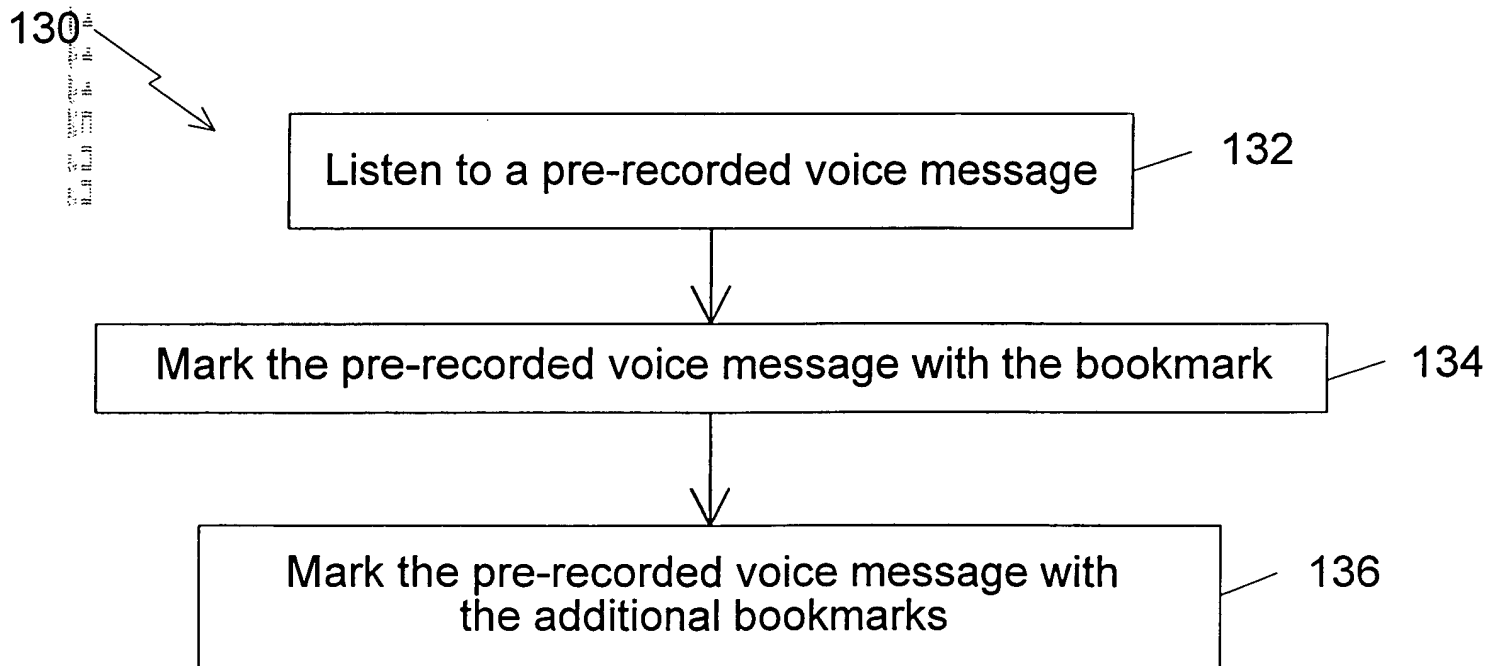 130
Listen to a pre-recorded voice message
132
Mark the pre-recorded voice message with the bookmark
134
Mark the pre-recorded voice message with
the additional bookmarks
136